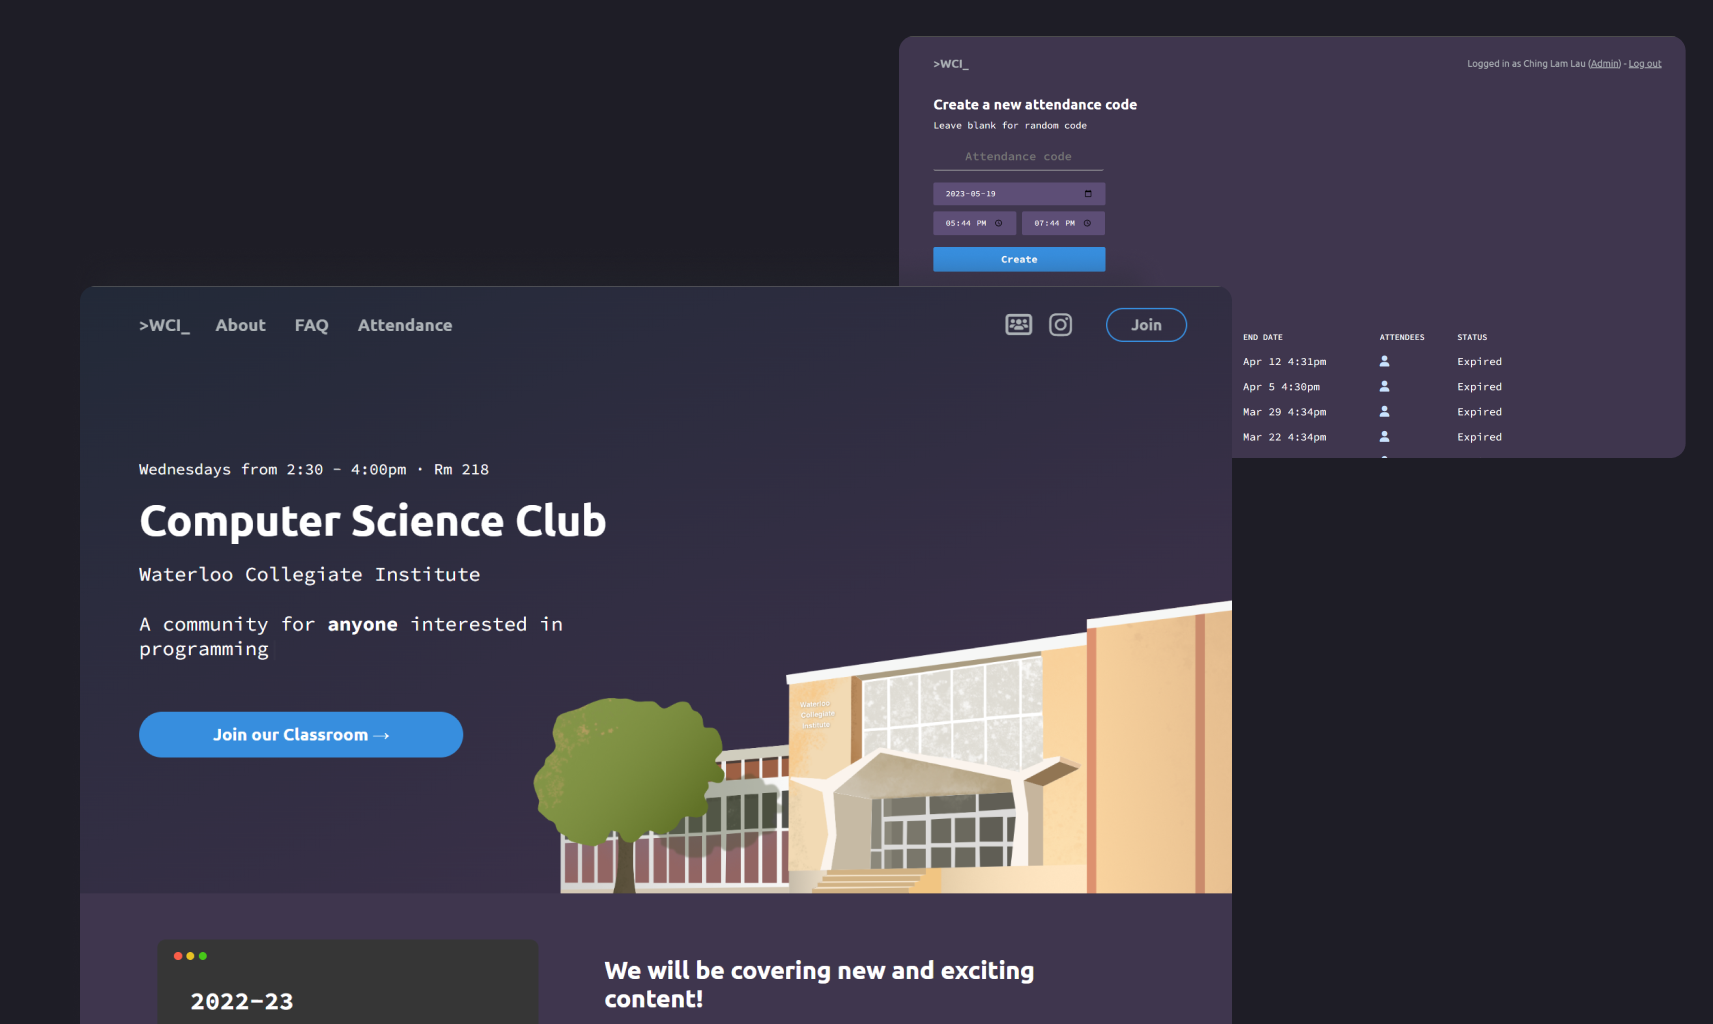 >WCI_
Logged in as Ching Lam Lau (Admin) - Log out
Create a new attendance code
Leave blank for random code
Attendance code
2023-05-19
05:44 PM 07:44 PM
Create
END DATE ATTENDEES STATUS
Apr 12 4:31pm Expired
Apr 5 4:30pm Expired
Mar 29 4:34pm Expired
Mar 22 4:34pm Expired
>WCI_ About FAQ Attendance Join
Wednesdays from 2:30 - 4:00pm · Rm 218
Computer Science Club
Waterloo Collegiate Institute
A community for anyone interested in
programming
Join our Classroom →
Waterloo
Collegiate
Institute
2022-23
We will be covering new and exciting
content!